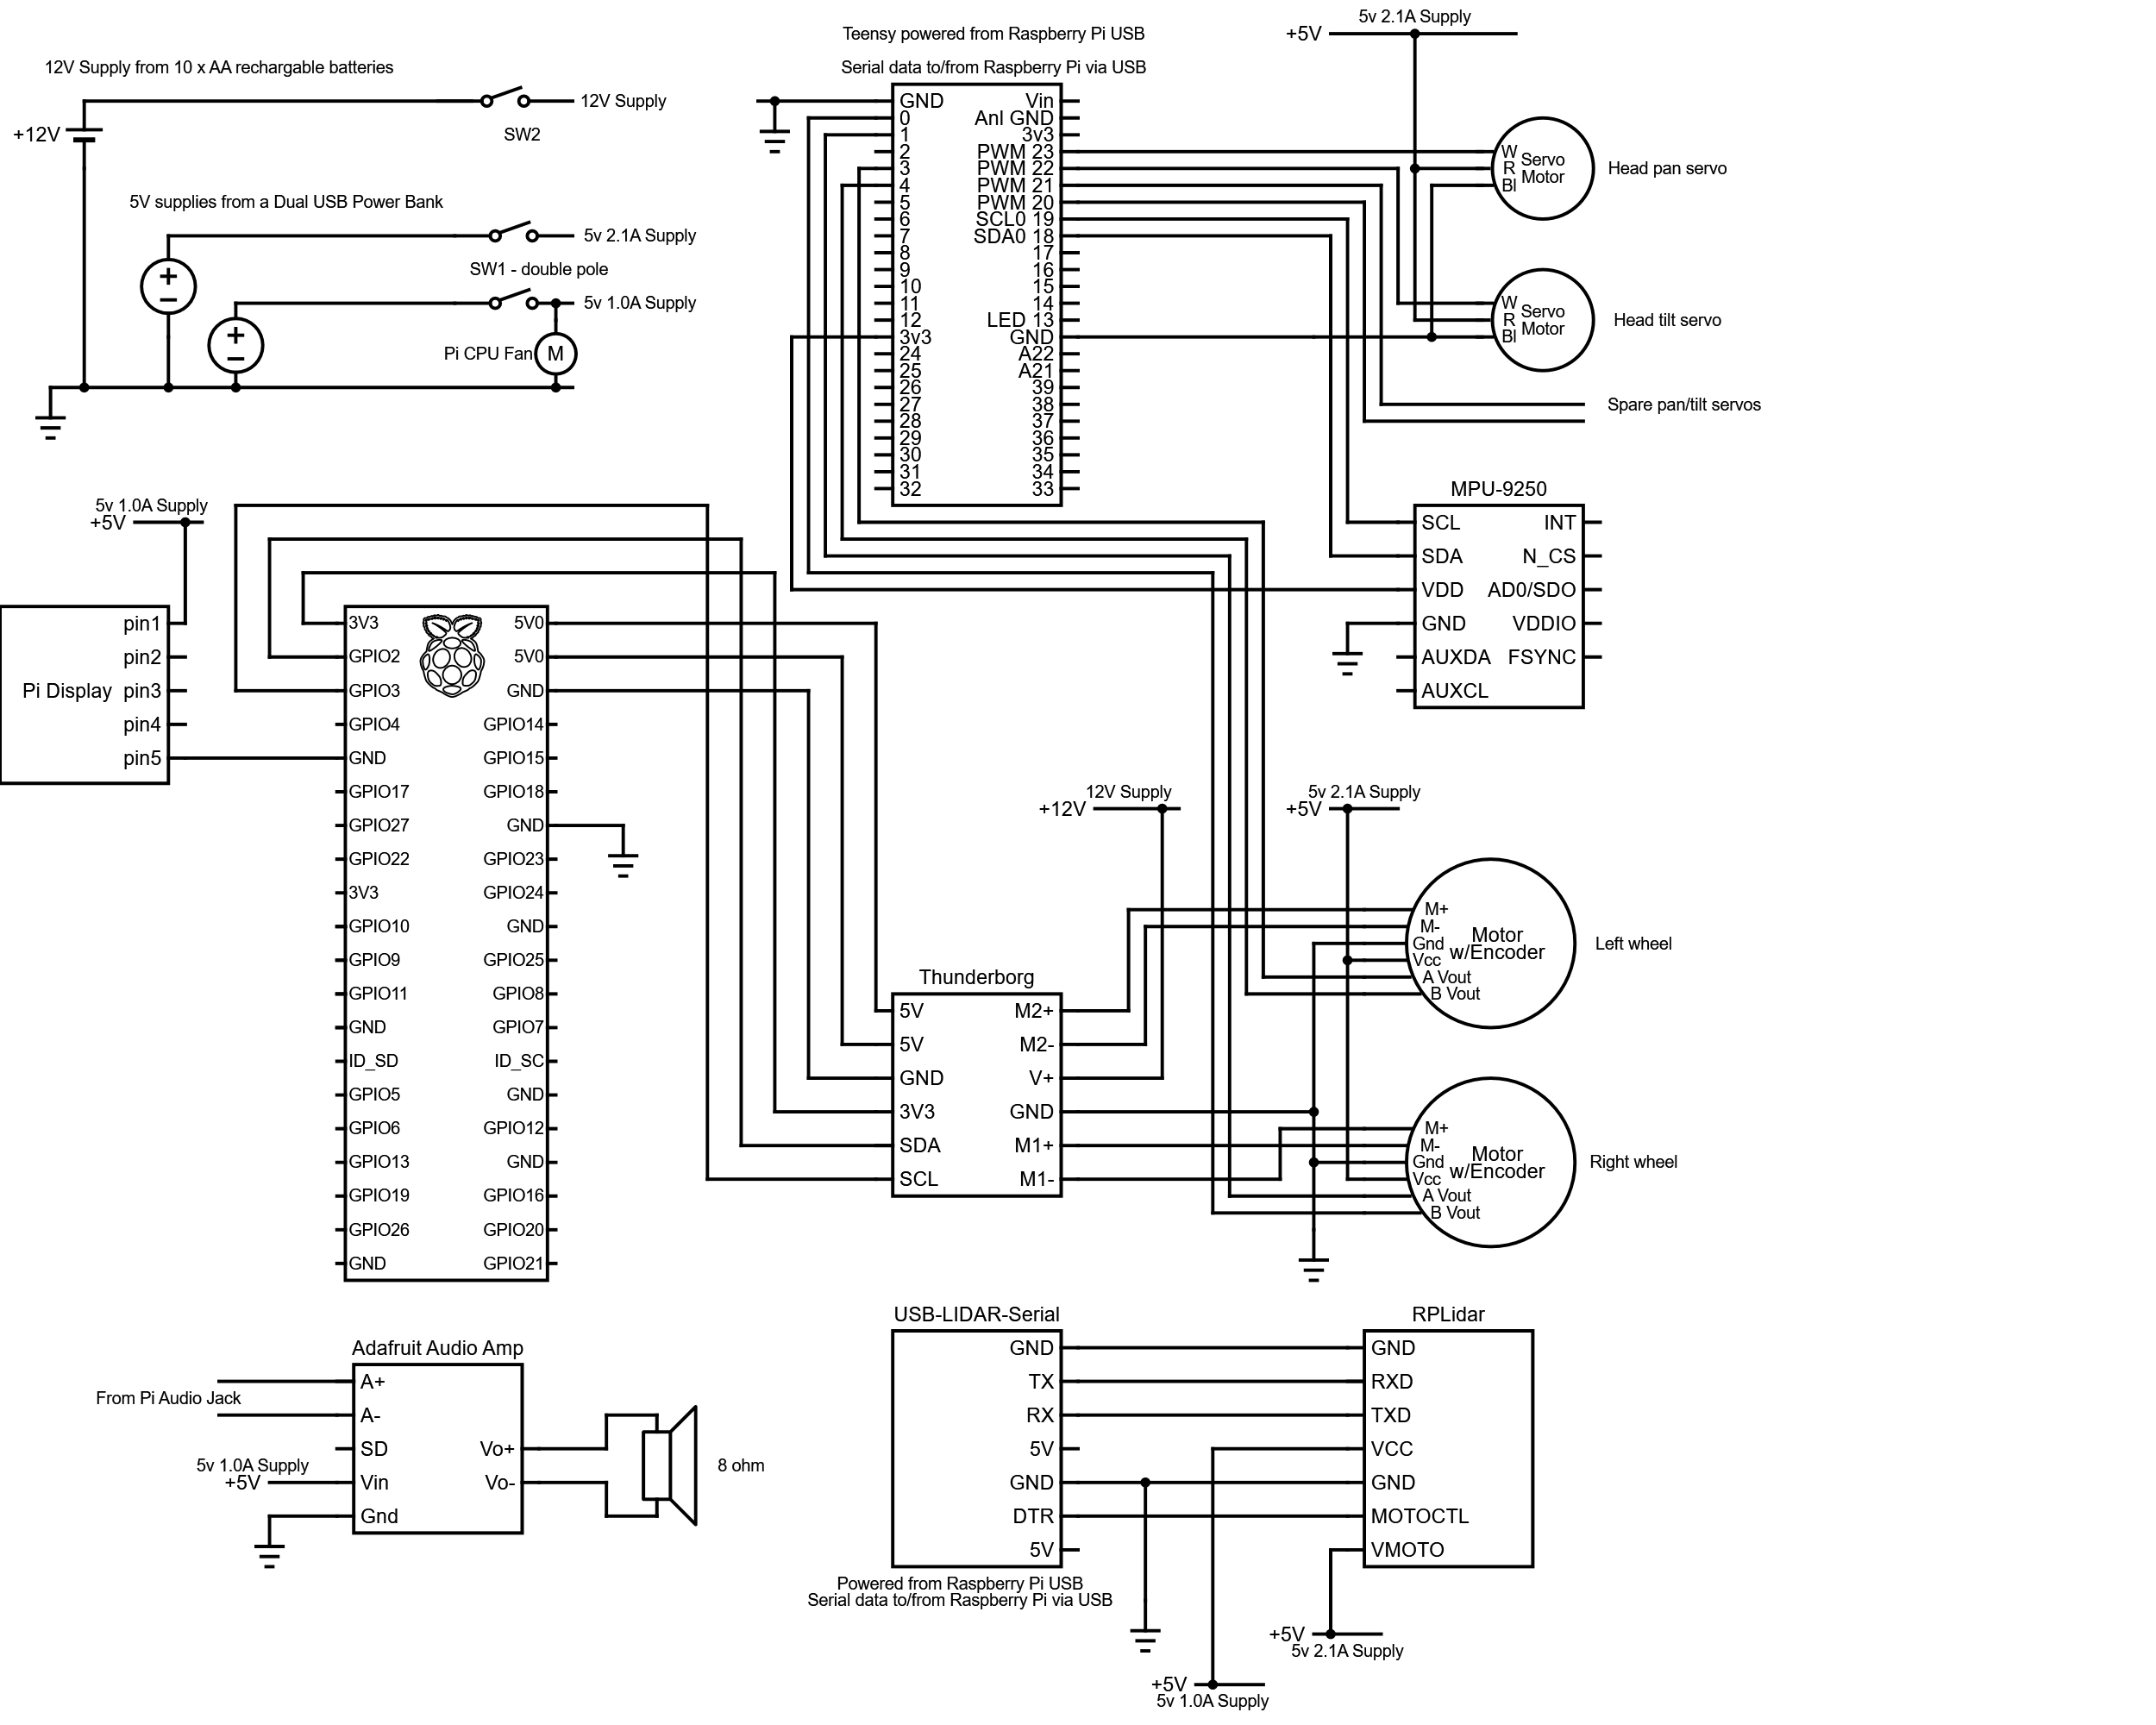 12V Supply from 10 x AA rechargable batteries
+12V
12V Supply
SW2
5V supplies from a Dual USB Power Bank
5v 2.1A Supply
SW1 - double pole
5v 1.0A Supply
Pi CPU Fan
M
Teensy powered from Raspberry Pi USB
Serial data to/from Raspberry Pi via USB
GND
0
1
2
3
4
5
6
7
8
9
10
11
12
3v3
24
25
26
27
28
29
30
31
32
Vin
Anl GND
3v3
PWM 23
PWM 22
PWM 21
PWM 20
SCL0 19
SDA0 18
17
16
15
14
LED 13
GND
A22
A21
39
38
37
36
35
34
33
5v 2.1A Supply
+5V
W
R
Bl
Servo
Motor
Head pan servo
W
R
Bl
Servo
Motor
Head tilt servo
Spare pan/tilt servos
MPU-9250
SCL
SDA
VDD
GND
AUXDA
AUXCL
INT
N_CS
AD0/SDO
VDDIO
FSYNC
5v 1.0A Supply
+5V
Pi Display
pin1
pin2
pin3
pin4
pin5
3V3
GPIO2
GPIO3
GPIO4
GND
GPIO17
GPIO27
GPIO22
3V3
GPIO10
GPIO9
GPIO11
GND
ID_SD
GPIO5
GPIO6
GPIO13
GPIO19
GPIO26
GND
5V0
5V0
GND
GPIO14
GPIO15
GPIO18
GND
GPIO23
GPIO24
GND
GPIO25
GPIO8
GPIO7
ID_SC
GND
GPIO12
GND
GPIO16
GPIO20
GPIO21
12V Supply
+12V
5v 2.1A Supply
+5V
Thunderborg
5V
5V
GND
3V3
SDA
SCL
M2+
M2-
V+
GND
M1+
M1-
M+
M-
Gnd
Vcc
A Vout
B Vout
Motor
w/Encoder
Left wheel
M+
M-
Gnd
Vcc
A Vout
B Vout
Motor
w/Encoder
Right wheel
Adafruit Audio Amp
From Pi Audio Jack
A+
A-
SD
Vin
Gnd
5v 1.0A Supply
+5V
Vo+
Vo-
8 ohm
USB-LIDAR-Serial
GND
TX
RX
5V
GND
DTR
5V
Powered from Raspberry Pi USB
Serial data to/from Raspberry Pi via USB
RPLidar
GND
RXD
TXD
VCC
GND
MOTOCTL
VMOTO
+5V
5v 2.1A Supply
+5V
5v 1.0A Supply